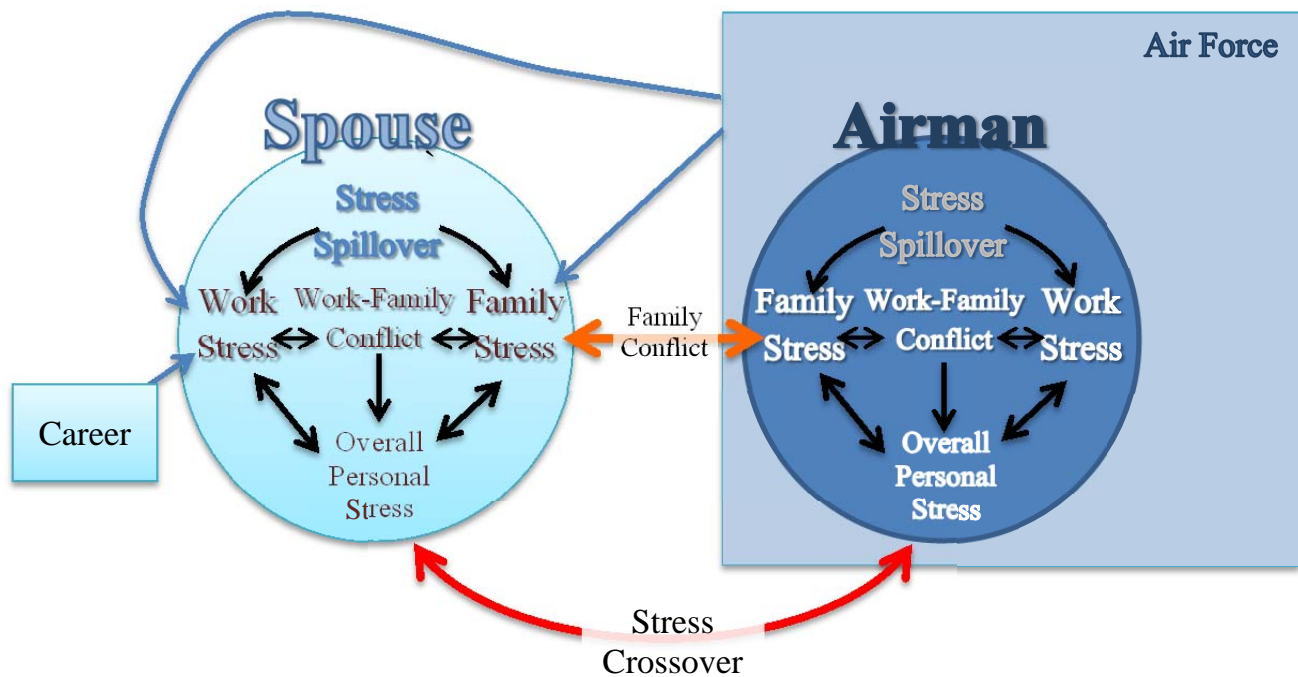 Air Force
Spouse
Stress
Spillover
Work
Stress
Work-Family
Conflict
Family
Stress
Overall
Personal
Stress
Career
Family
Conflict
Airman
Stress
Spillover
Family
Stress
Work-Family
Conflict
Work
Stress
Overall
Personal
Stress
Stress
Crossover